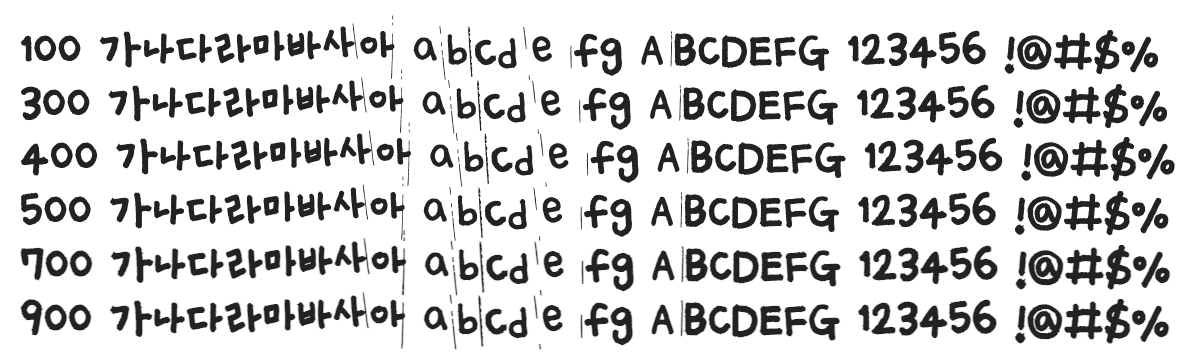 100 가나다라마바사아 abcde fg ABCDEFG 123456 !@#$%
300 가나다라마바사아 abcde fg ABCDEFG 123456 !@#$%
400 가나다라마바사아 abcde fg ABCDEFG 123456 !@#$%
500 가나다라마바사아 abcde fg ABCDEFG 123456 !@#$%
700 가나다라마바사아 abcde fg ABCDEFG 123456 !@#$%
900 가나다라마바사아 abcde fg ABCDEFG 123456 !@#$%